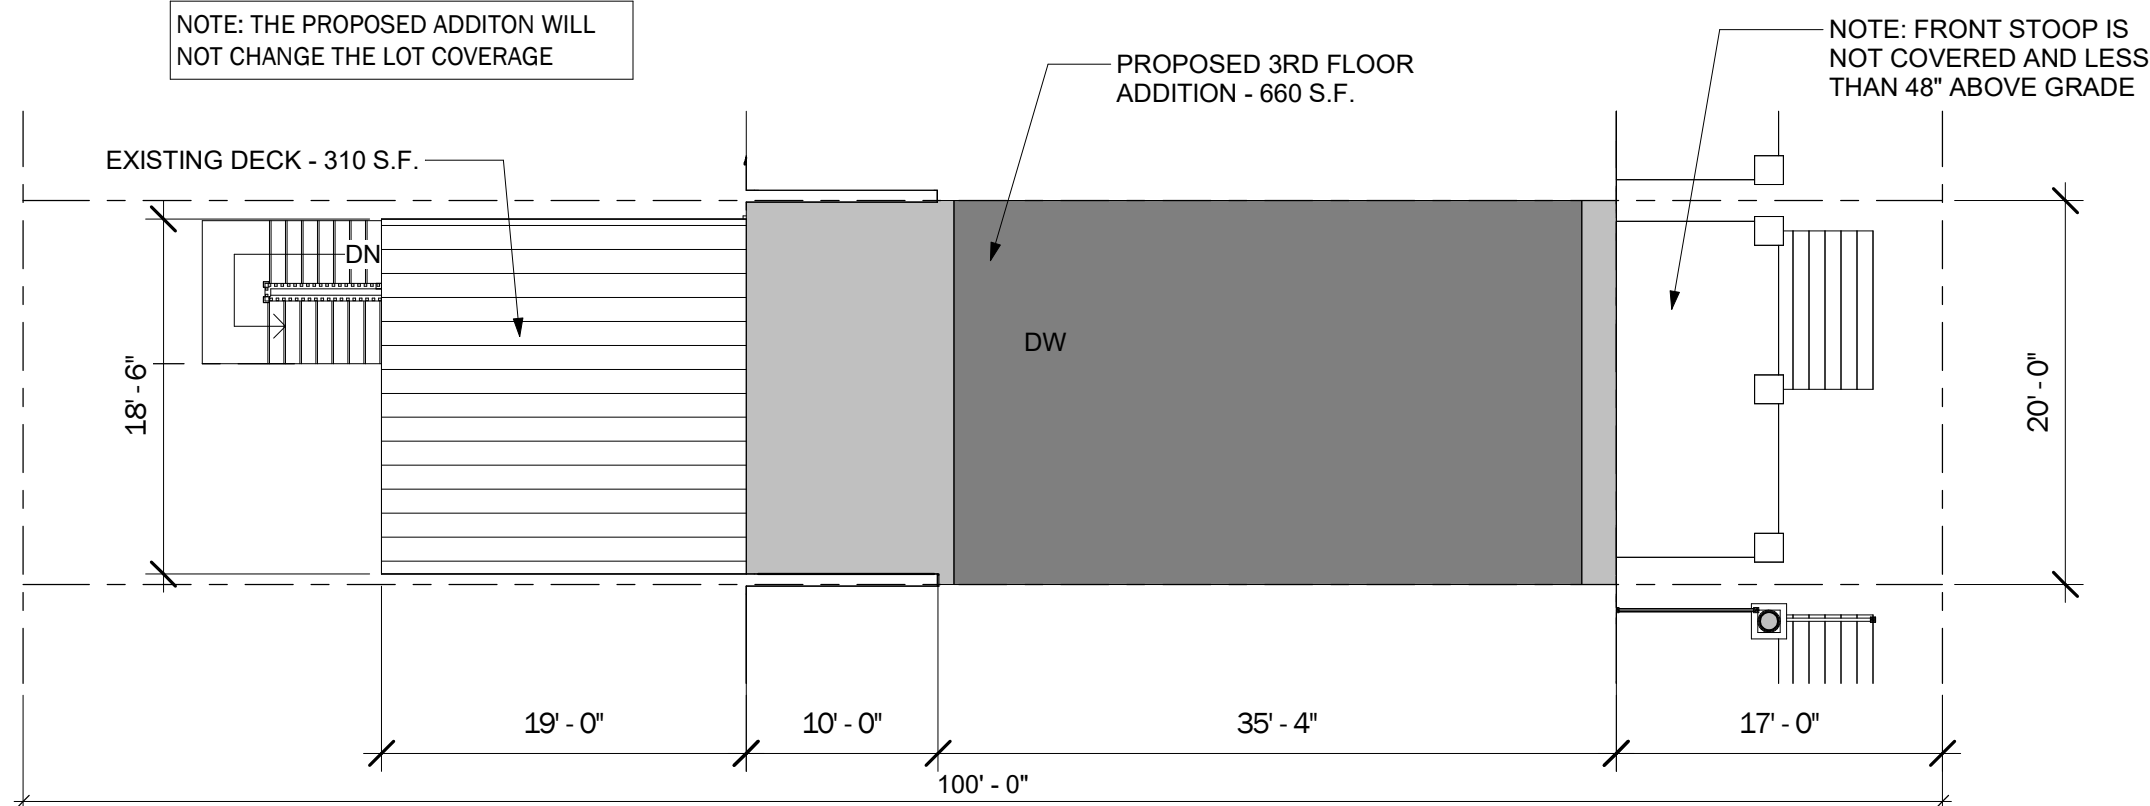 NOTE: THE PROPOSED ADDITON WILL
NOT CHANGE THE LOT COVERAGE
NOTE: FRONT STOOP IS
NOT COVERED AND LESS
THAN 48" ABOVE GRADE
PROPOSED 3RD FLOOR
ADDITION - 660 S.F.
EXISTING DECK - 310 S.F.
DN
DW
18' - 6"
20' - 0"
19' - 0"
10' - 0"
35' - 4"
17' - 0"
100' - 0"